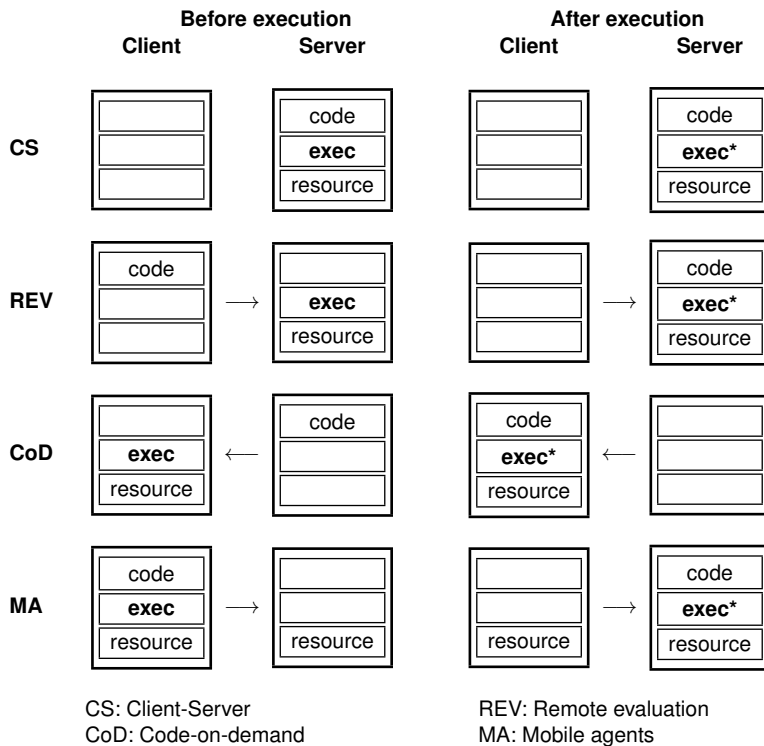 Before execution After execution
Client Server Client Server
code code
CS exec exec*
resource resource
code code
REV exec exec*
resource resource
code code
CoD exec exec*
resource resource
code code
MA exec exec*
resource resource resource resource
CS: Client-Server REV: Remote evaluation
CoD: Code-on-demand MA: Mobile agents